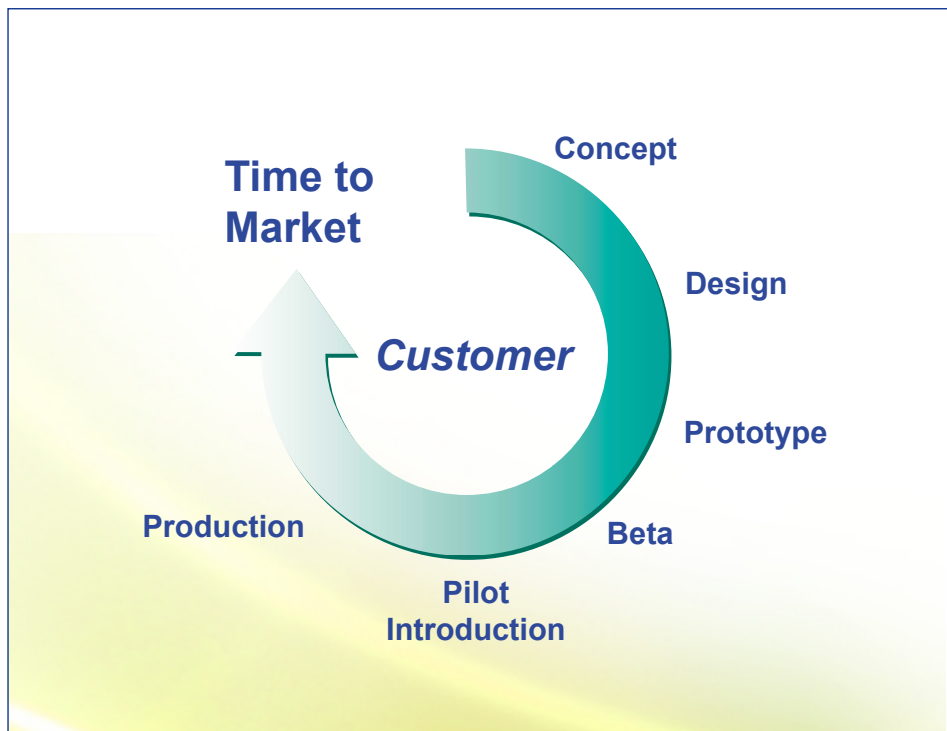 Time to
Market
Concept
Design
Customer
Prototype
Beta
Production
Pilot
Introduction